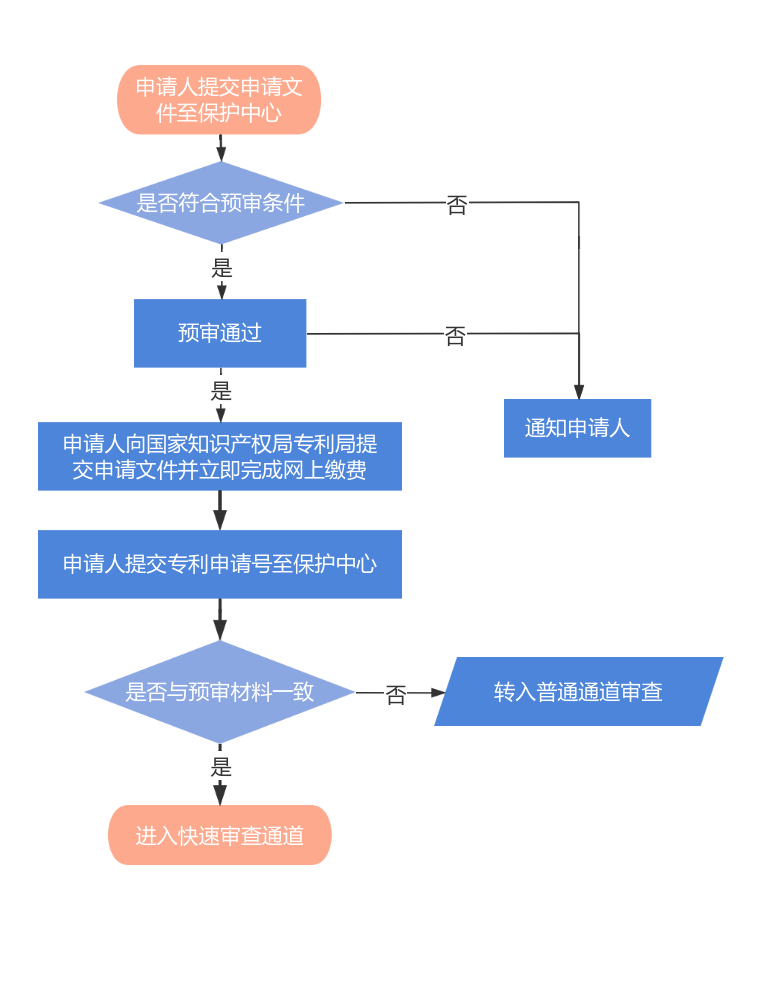 申请人提交申请文
件至保护中心
是否符合预审条件
否
是
预审通过
否
是
通知申请人
申请人向国家知识产权局专利局提
交申请文件并立即完成网上缴费
申请人提交专利申请号至保护中心
是否与预审材料一致
否
转入普通通道审查
是
进入快速审查通道